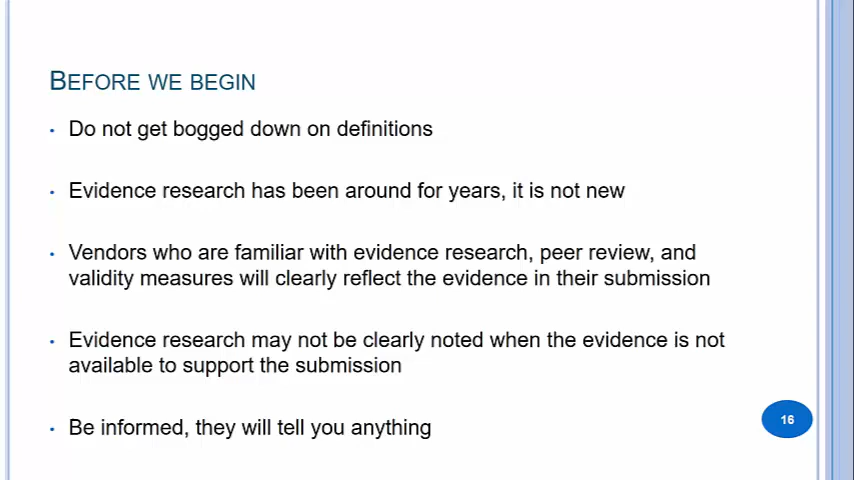 BEFORE WE BEGIN
• Do not get bogged down on definitions
• Evidence research has been around for years, it is not new
• Vendors who are familiar with evidence research, peer review, and
validity measures will clearly reflect the evidence in their submission
• Evidence research may not be clearly noted when the evidence is not
available to support the submission
• Be informed, they will tell you anything
16